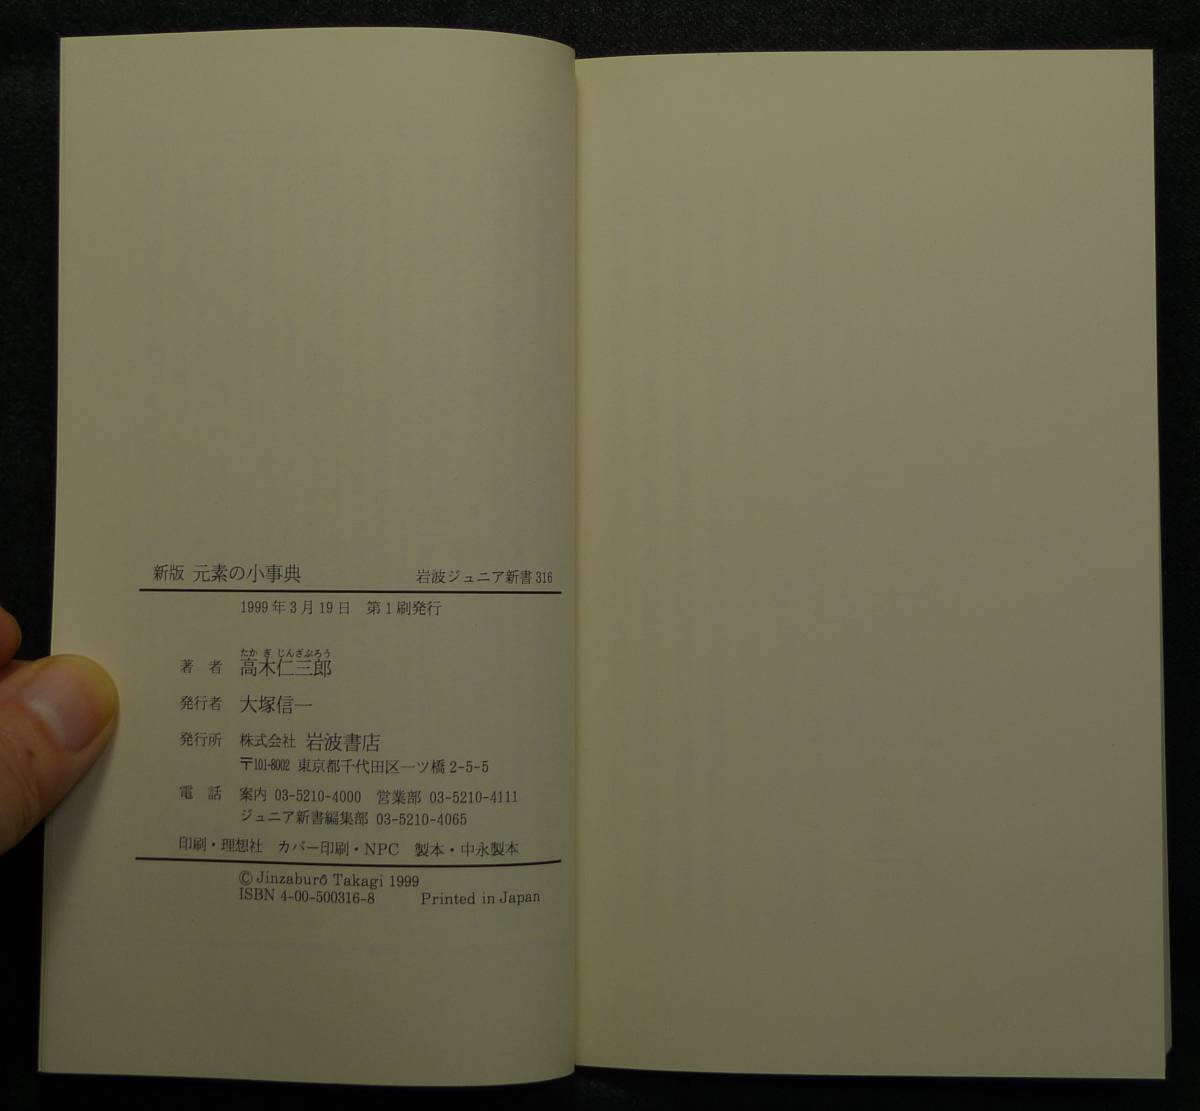 新版 元素の小事典 岩波ジュニア新書316
1999年3月19日 第1刷発行
たか ぎ じんざぶろう
著 者 高木仁三郎
発行者 大塚信一
発行所 株式会社 岩波書店
〒101-8002 東京都千代田区一ツ橋2-5-5
電 話 案内 03-5210-4000 営業部 03-5210-4111
ジュニア新書編集部 03-5210-4065
印刷・理想社 カバー印刷・NPC 製本・中永製本
© Jinzaburō Takagi 1999
ISBN 4-00-500316-8 Printed in Japan